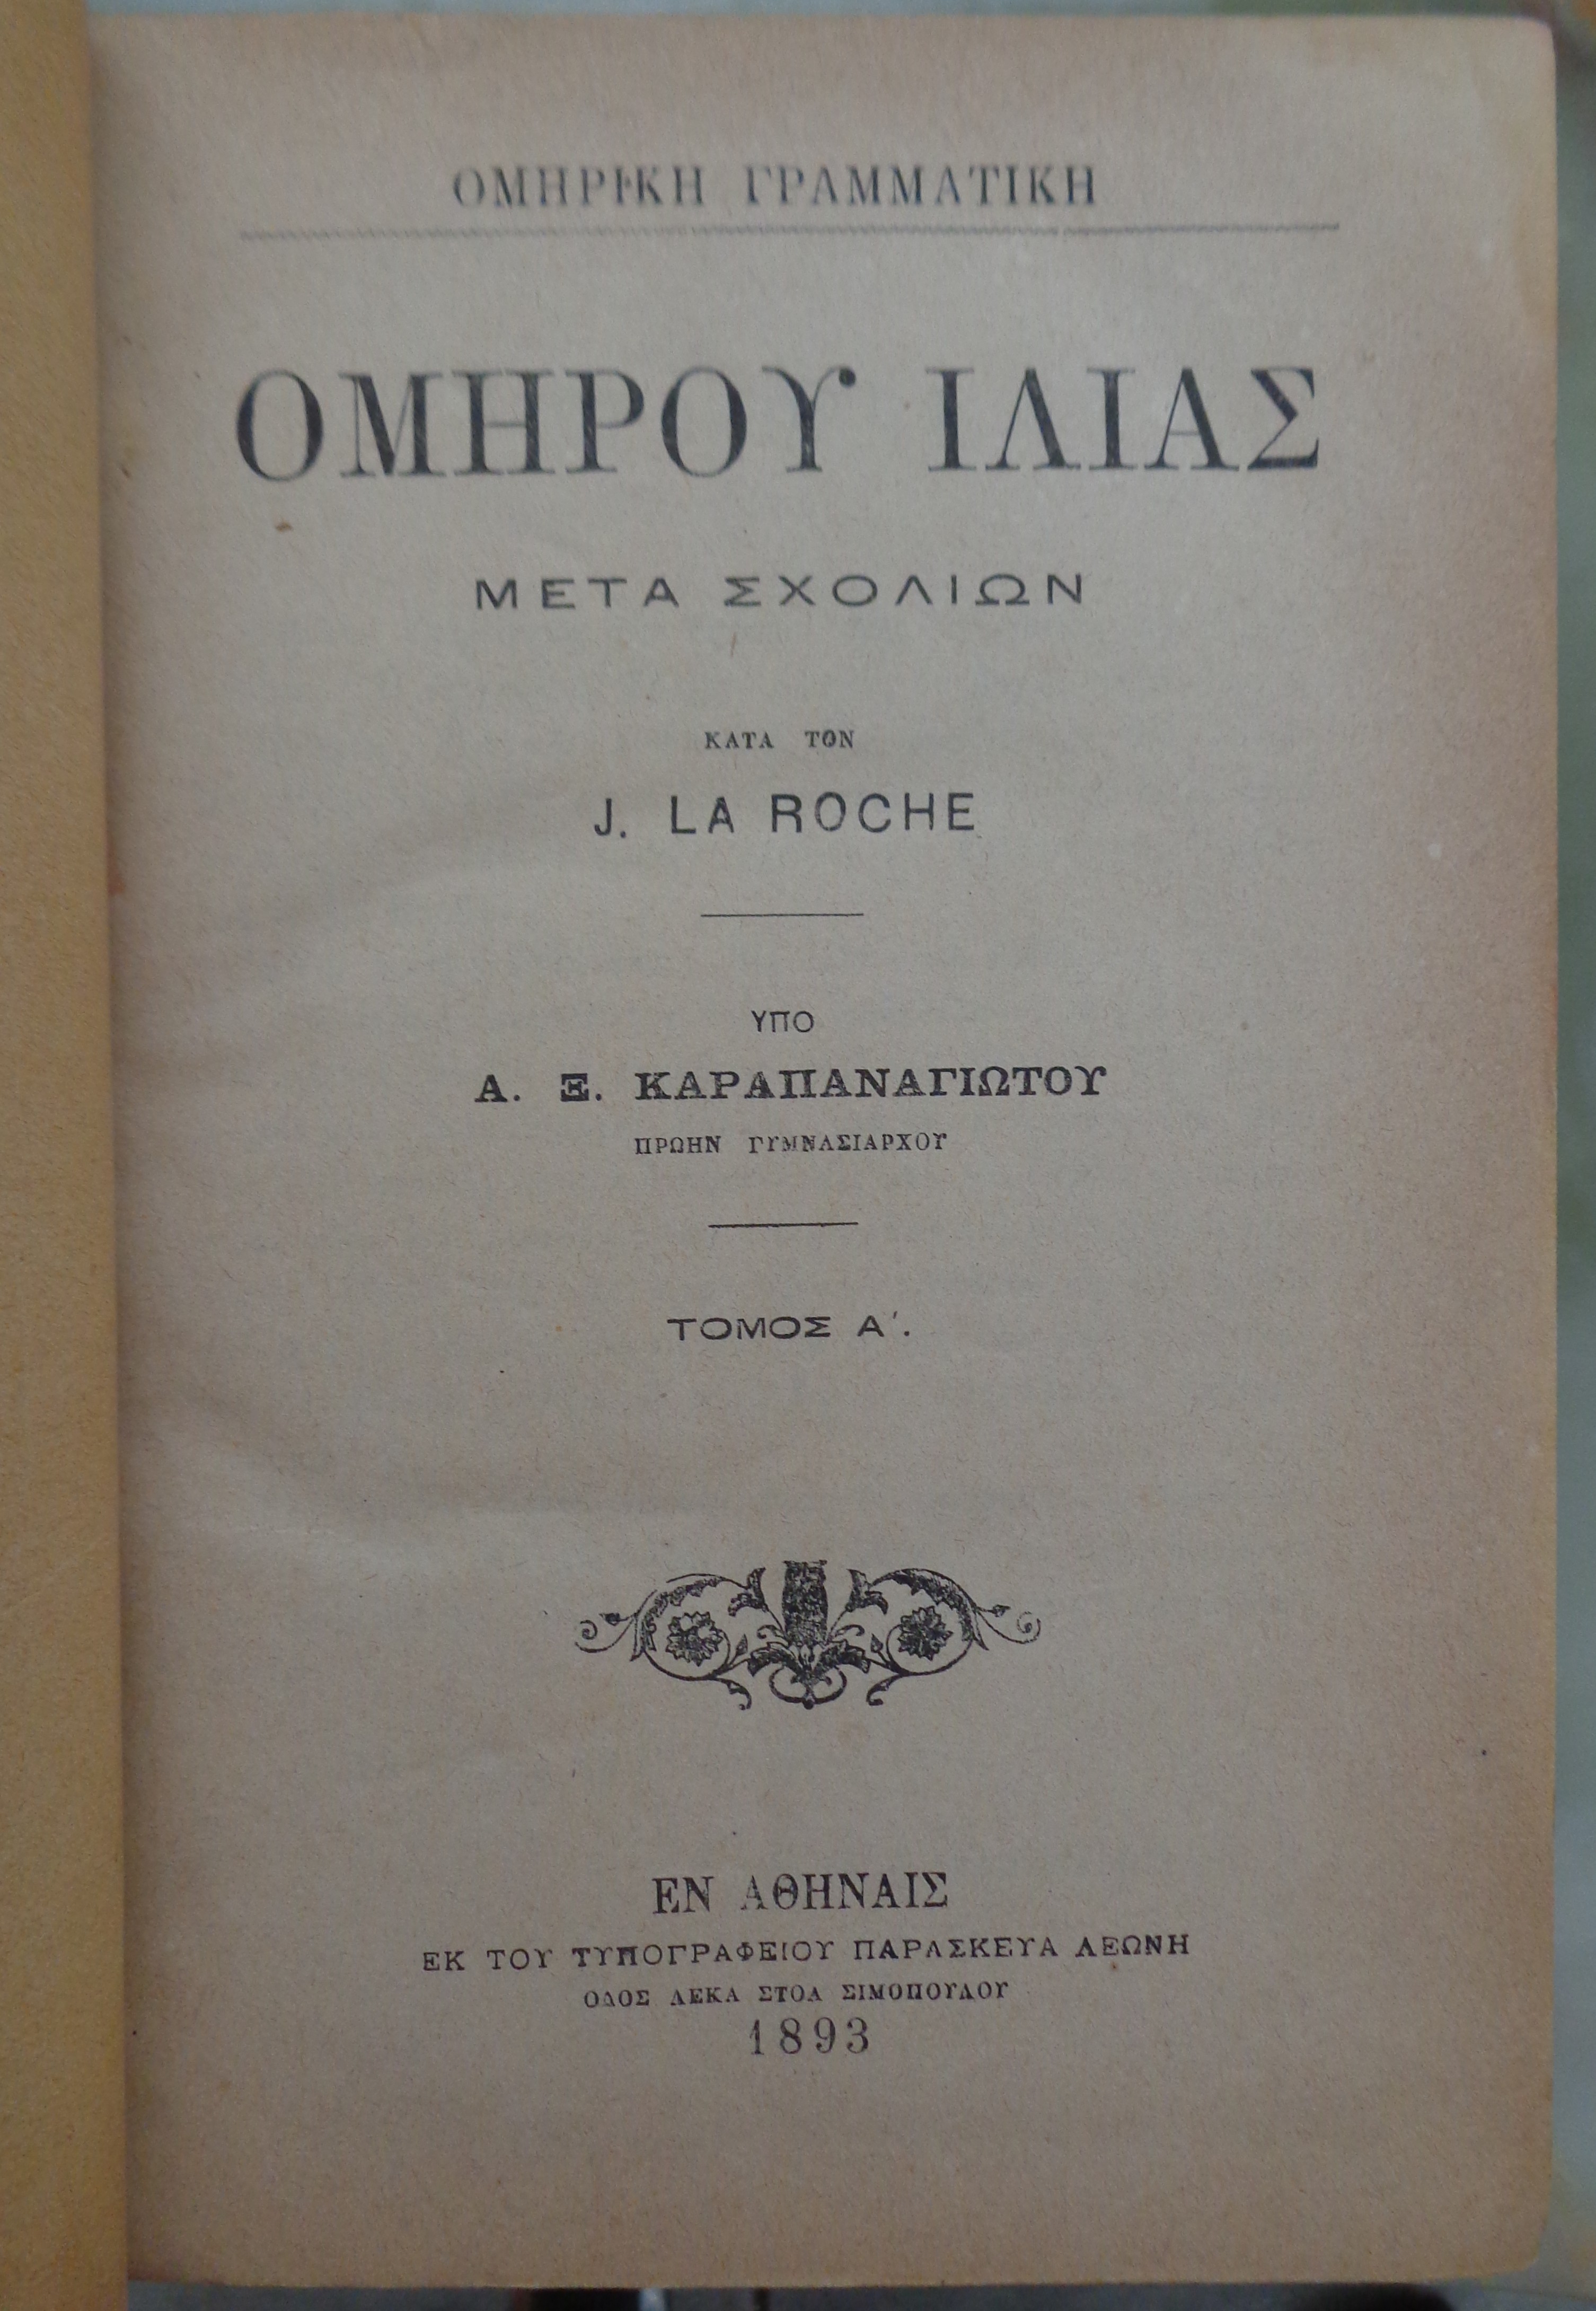 ΟΜΗΡΙΚΗ ΓΡΑΜΜΑΤΙΚΗ
ΟΜΗΡΟΥ ΙΛΙΑΣ
ΜΕΤΑ ΣΧΟΛΙΩΝ
ΚΑΤΑ ΤΟΝ
J. LA ROCHE
ΥΠΟ
Α. Ξ. ΚΑΡΑΠΑΝΑΓΙΩΤΟΥ
ΠΡΩΗΝ ΓΥΜΝΑΣΙΑΡΧΟΥ
ΤΟΜΟΣ Α΄.
ΕΝ ΑΘΗΝΑΙΣ
ΕΚ ΤΟΥ ΤΥΠΟΓΡΑΦΕΙΟΥ ΠΑΡΑΣΚΕΥΑ ΛΕΩΝΗ
ΟΔΟΣ ΛΕΚΑ ΣΤΟΑ ΣΙΜΟΠΟΥΛΟΥ
1893